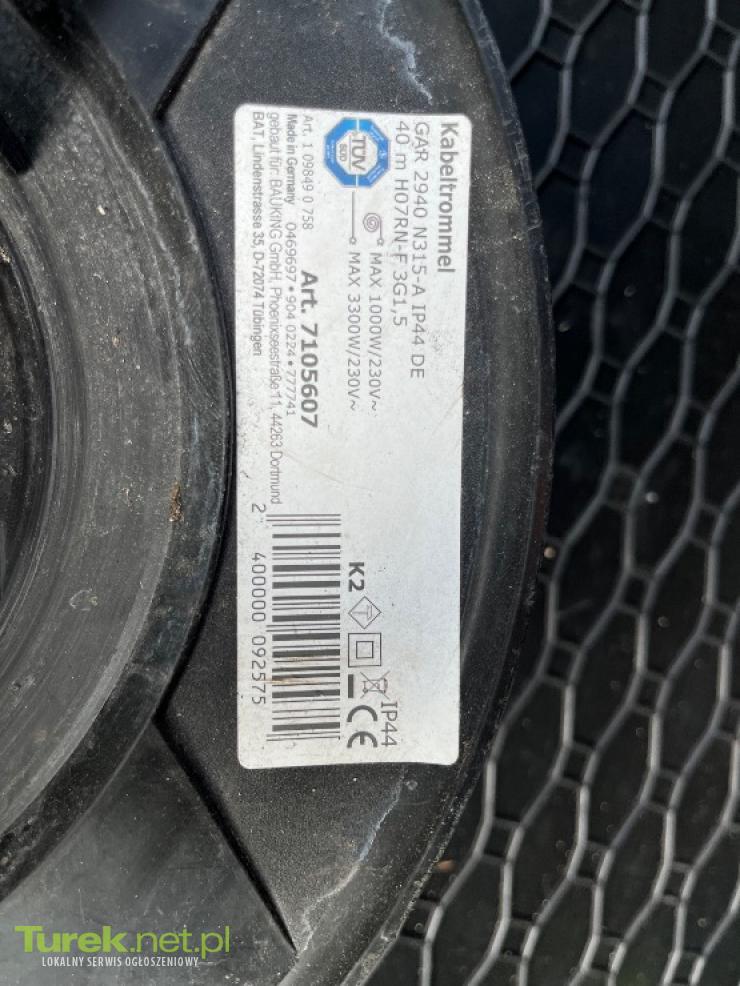 Kabeltrommel
GAR 2940 N315-A IP44 DE
40 m H07RN-F 3G1,5
TÜV
SÜD
MAX 1000W/230V~
MAX 3300W/230V~
Art. 1 09849 0 758
Art. 7105607
Made in Germany 0469697 • 904 0224 • 777741
gebaut für: BAUKING GmbH, Phoenixseestraße 11, 44263 Dortmund
BAT, Lindenstrasse 35, D-72074 Tübingen
K2
T
IP44
CE
2 400000 092575
Turek.net.pl
LOKALNY SERWIS OGŁOSZENIOWY